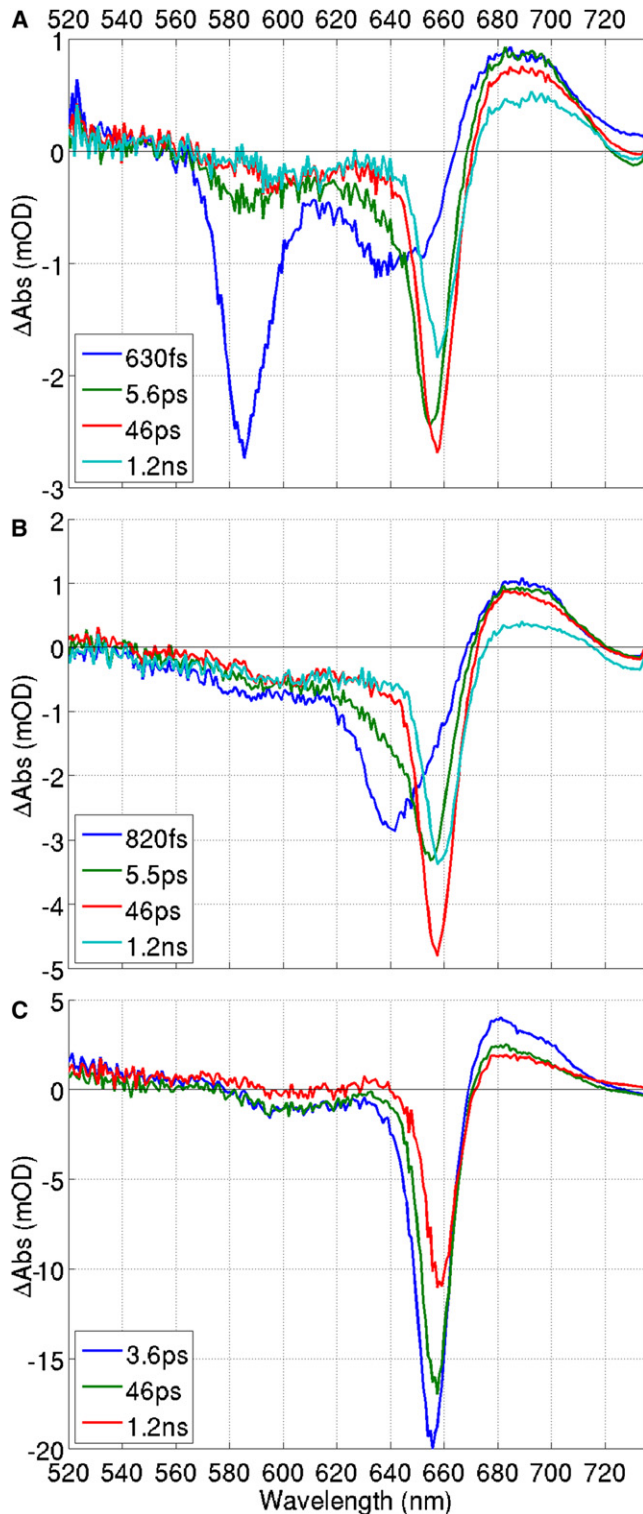 A
520 540 560 580 600 620 640 660 680 700 720
1
0
-1
-2
-3
ΔAbs (mOD)
630fs
5.6ps
46ps
1.2ns
B
2
1
0
-1
-2
-3
-4
-5
ΔAbs (mOD)
820fs
5.5ps
46ps
1.2ns
C
5
0
-5
-10
-15
-20
ΔAbs (mOD)
3.6ps
46ps
1.2ns
520 540 560 580 600 620 640 660 680 700 720
Wavelength (nm)